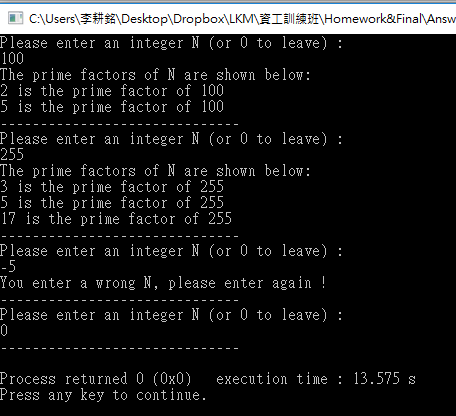 C:\Users\李耕銘\Desktop\Dropbox\LKM\資工訓練班\Homework&Final\Answ
Please enter an integer N (or 0 to leave) :
100
The prime factors of N are shown below:
2 is the prime factor of 100
5 is the prime factor of 100
------------------------------
Please enter an integer N (or 0 to leave) :
255
The prime factors of N are shown below:
3 is the prime factor of 255
5 is the prime factor of 255
17 is the prime factor of 255
------------------------------
Please enter an integer N (or 0 to leave) :
-5
You enter a wrong N, please enter again !
------------------------------
Please enter an integer N (or 0 to leave) :
0
------------------------------
Process returned 0 (0x0)   execution time : 13.575 s
Press any key to continue.